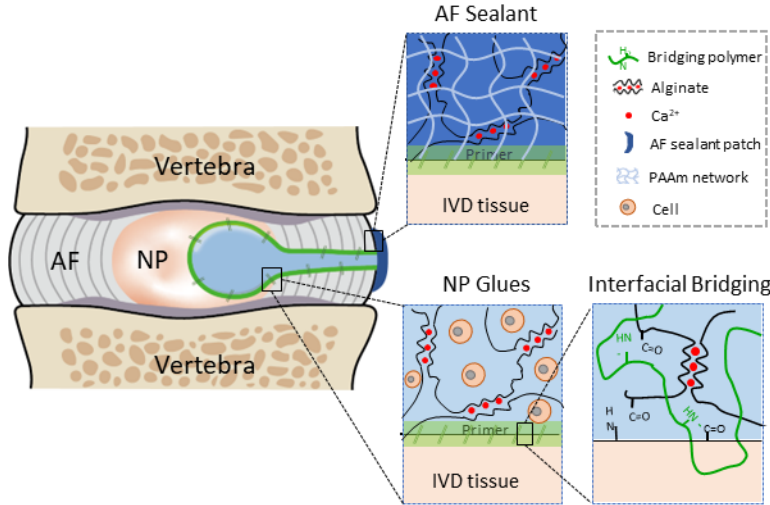 AF Sealant
Primer
IVD tissue
H
N
Bridging polymer
Alginate
Ca²⁺
AF sealant patch
PAAm network
Cell
Vertebra
AF
NP
Vertebra
NP Glues
Primer
IVD tissue
Interfacial Bridging
HN
C=O
HN
C=O
H
N
C=O